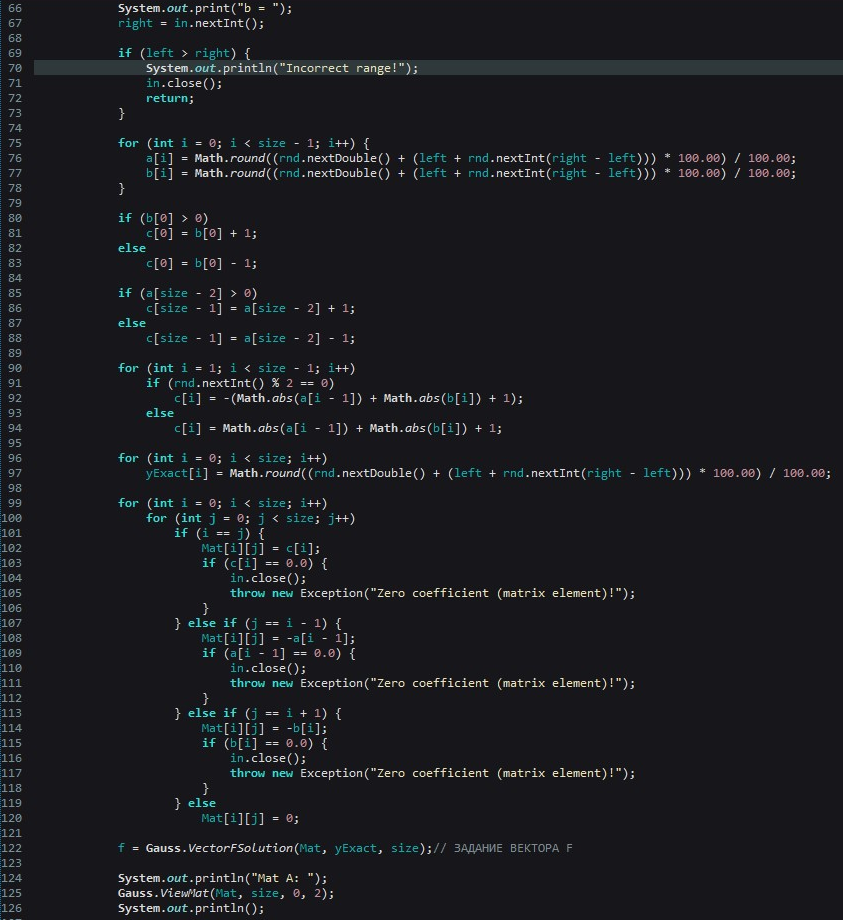 66 System.out.print("b = ");
67 right = in.nextInt();
68
69 if (left > right) {
70 System.out.println("Incorrect range!");
71 in.close();
72 return;
73 }
74
75 for (int i = 0; i < size - 1; i++) {
76 a[i] = Math.round((rnd.nextDouble() + (left + rnd.nextInt(right - left))) * 100.00) / 100.00;
77 b[i] = Math.round((rnd.nextDouble() + (left + rnd.nextInt(right - left))) * 100.00) / 100.00;
78 }
79
80 if (b[0] > 0)
81 c[0] = b[0] + 1;
82 else
83 c[0] = b[0] - 1;
84
85 if (a[size - 2] > 0)
86 c[size - 1] = a[size - 2] + 1;
87 else
88 c[size - 1] = a[size - 2] - 1;
89
90 for (int i = 1; i < size - 1; i++)
91 if (rnd.nextInt() % 2 == 0)
92 c[i] = -(Math.abs(a[i - 1]) + Math.abs(b[i]) + 1);
93 else
94 c[i] = Math.abs(a[i - 1]) + Math.abs(b[i]) + 1;
95
96 for (int i = 0; i < size; i++)
97 yExact[i] = Math.round((rnd.nextDouble() + (left + rnd.nextInt(right - left))) * 100.00) / 100.00;
98
99 for (int i = 0; i < size; i++)
100 for (int j = 0; j < size; j++)
101 if (i == j) {
102 Mat[i][j] = c[i];
103 if (c[i] == 0.0) {
104 in.close();
105 throw new Exception("Zero coefficient (matrix element)!");
106 }
107 } else if (j == i - 1) {
108 Mat[i][j] = -a[i - 1];
109 if (a[i - 1] == 0.0) {
110 in.close();
111 throw new Exception("Zero coefficient (matrix element)!");
112 }
113 } else if (j == i + 1) {
114 Mat[i][j] = -b[i];
115 if (b[i] == 0.0) {
116 in.close();
117 throw new Exception("Zero coefficient (matrix element)!");
118 }
119 } else
120 Mat[i][j] = 0;
121
122 f = Gauss.VectorFSolution(Mat, yExact, size);// ЗАДАНИЕ ВЕКТОРА F
123
124 System.out.println("Mat A: ");
125 Gauss.ViewMat(Mat, size, 0, 2);
126 System.out.println();